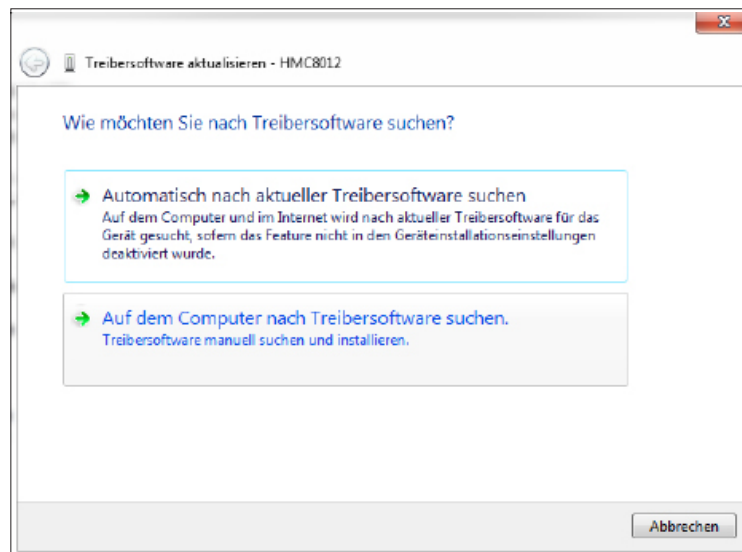 Treibersoftware aktualisieren - HMC8012
Wie möchten Sie nach Treibersoftware suchen?
Automatisch nach aktueller Treibersoftware suchen
Auf dem Computer und im Internet wird nach aktueller Treibersoftware für das
Gerät gesucht, sofern das Feature nicht in den Geräteinstallationseinstellungen
deaktiviert wurde.
Auf dem Computer nach Treibersoftware suchen.
Treibersoftware manuell suchen und installieren.
Abbrechen